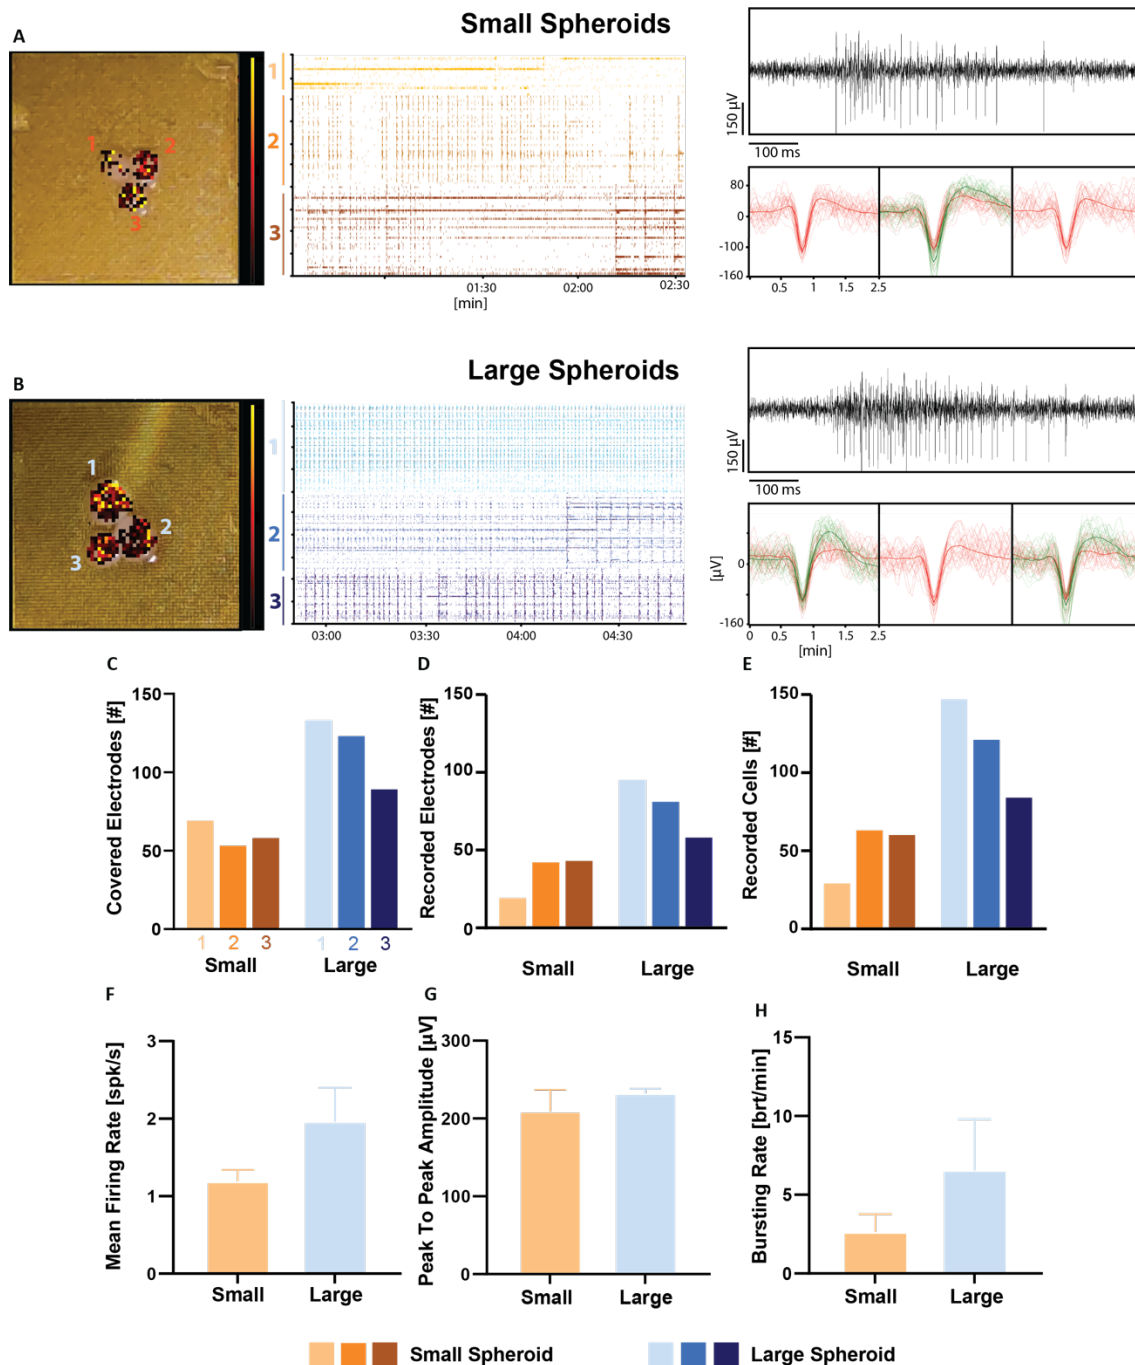 Small Spheroids
A
1
2
3
1
2
3
01:30
02:00
02:30
[min]
150 µV
100 ms
80
0
-100
-160
0.5
1
1.5
2.5
Large Spheroids
B
1
2
3
1
2
3
03:00
03:30
04:00
04:30
150 µV
100 ms
[µV]
0
-160
0
0.5
1
1.5
2.5
[min]
C
Covered Electrodes [#]
150
100
50
0
1 2 3
1 2 3
Small
Large
D
Recorded Electrodes [#]
150
100
50
0
Small
Large
E
Recorded Cells [#]
150
100
50
0
Small
Large
F
Mean Firing Rate [spk/s]
3
2
1
0
Small
Large
G
Peak To Peak Amplitude [µV]
300
200
100
0
Small
Large
H
Bursting Rate [brt/min]
15
10
5
0
Small
Large
Small Spheroid
Large Spheroid